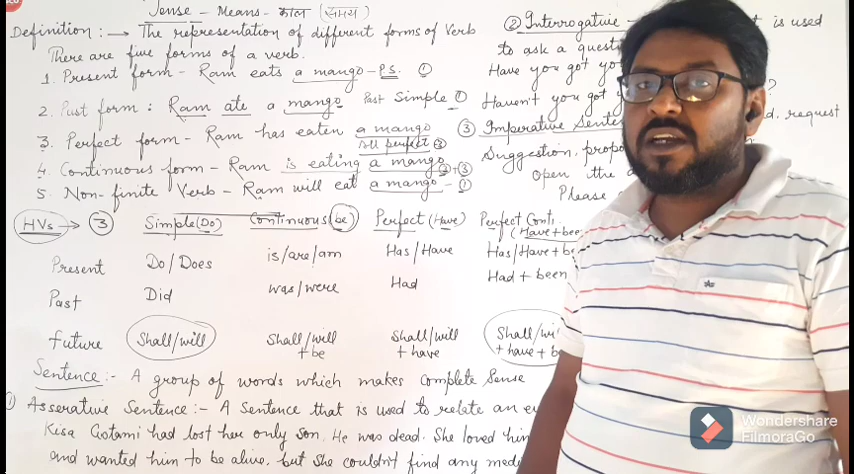 Tense - Means - काल (समय)
Definition: → The representation of different forms of Verb
There are five forms of a verb.
1. Present form - Ram eats a mango - P.S. ①
2. Past form : Ram ate a mango Past Simple ①
3. Perfect form - Ram has eaten a mango
perfect ③
4. Continuous form - Ram is eating a mango ②+③
5. Non-finite Verb - Ram will eat a mango - ①
② Interrogative - is used
to ask a
Have you got
Haven't you got ?
③ Imperative request
Suggestion,
Open the
Please
HVs → ③ Simple (Do) Continuous (be) Perfect (Have) Perfect Conti.
(Have+bee
Present Do/Does is/are/am Has/Have Has/Have + be
Past Did was/were Had Had + been
future Shall/will Shall/will + be Shall/will + have Shall/wi + have + b
Sentence :- A group of words which makes complete Sense
Asserative Sentence :- A Sentence that is used to relate an
Kisa Gotami had lost her only son. He was dead. She loved him
and wanted him to be alive. but she couldn't find any medi
Wondershare
FilmoraGo